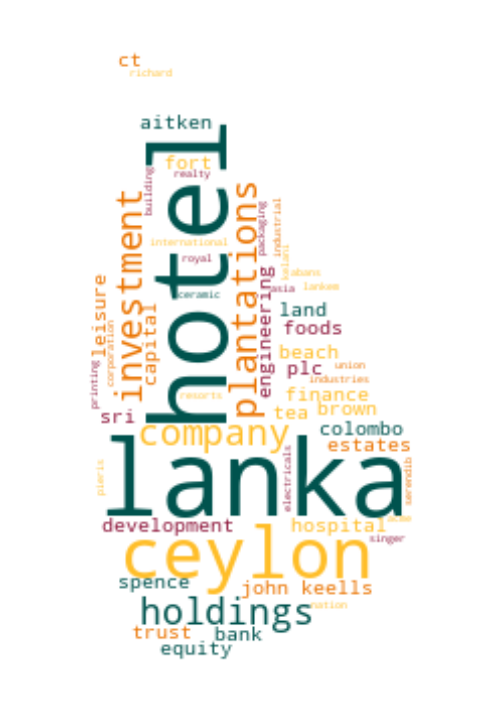 ct
richard
aitken
hotel
fort
realty
building
investment
plantations
packaging
industrial
international
royal
kelani
abans
asia
lankem
ceramic
leisure
corporation
capital
engineering
land
foods
printing
beach
plc
union
industries
resorts
finance
sri
tea
brown
company
colombo
estates
lanka
electricals
pieris
serendib
development
hospital
acme
singer
ceylon
spence
john keells
holdings
nation
trust
bank
equity